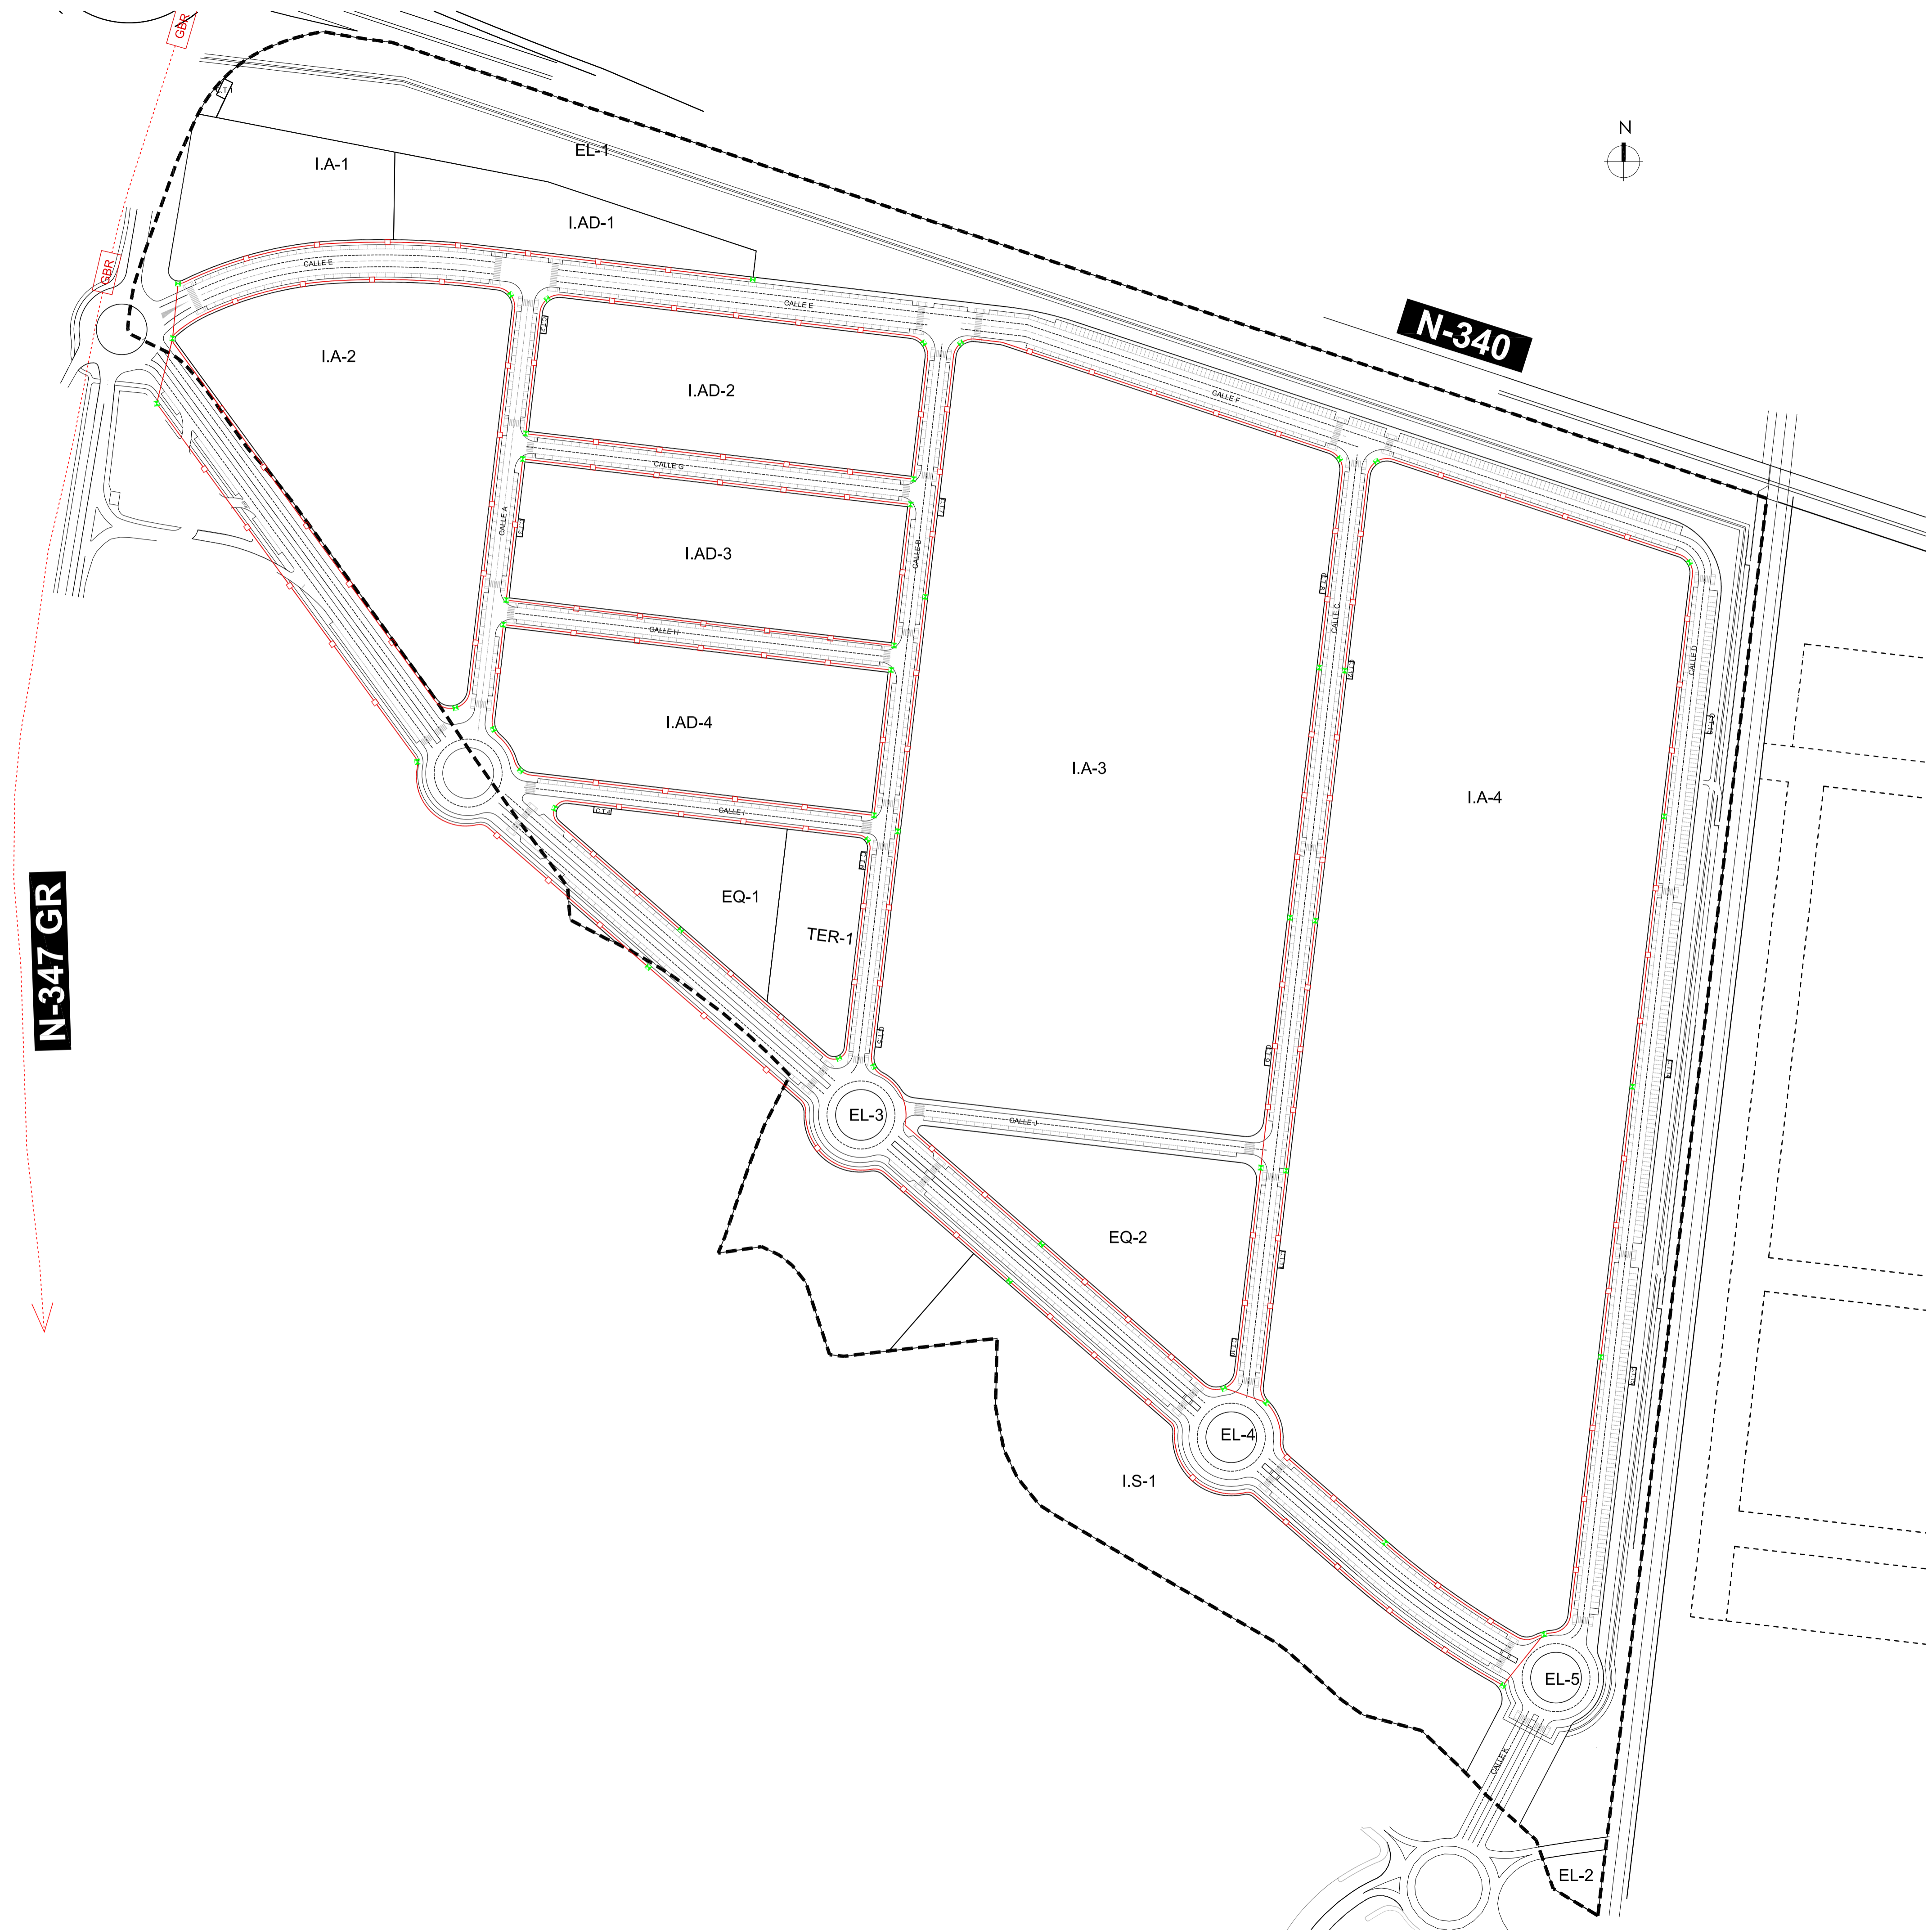 GBR
C.T.1
N
I.A-1
EL-1
I.AD-1
CALLE E
GBR
CALLE E
N-340
I.A-2
I.AD-2
CALLE F
CALLE G
CALLE A
I.AD-3
CALLE B
CALLE C
CALLE H
CALLE D
I.AD-4
I.A-3
I.A-4
CALLE I
N-347 GR
EQ-1
TER-1
EL-3
CALLE J
EQ-2
EL-4
I.S-1
EL-5
CALLE K
EL-2